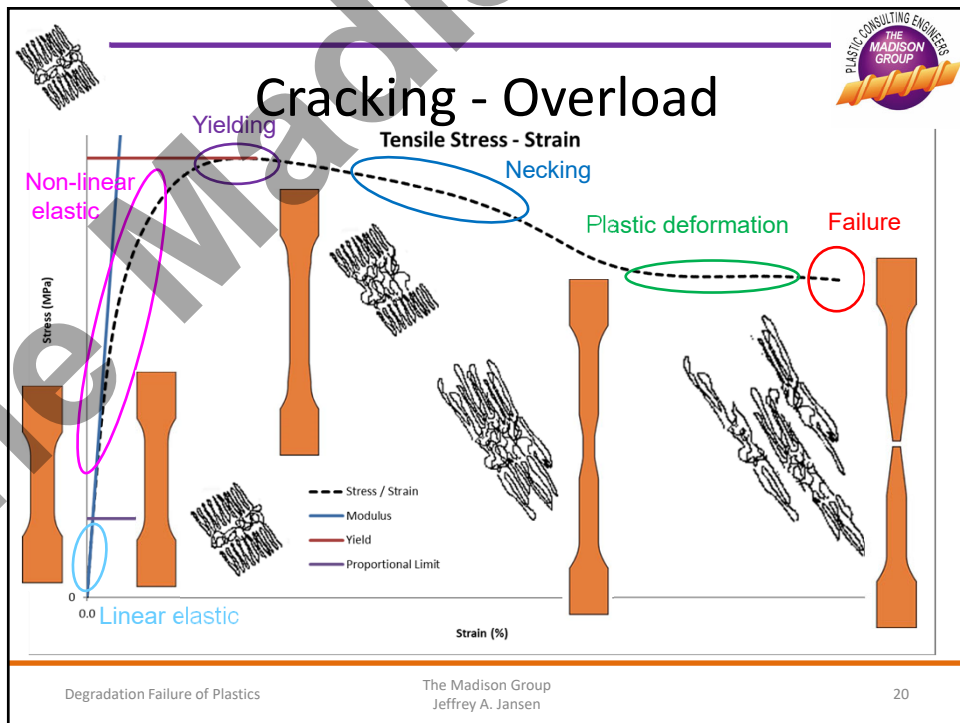 PLASTIC CONSULTING ENGINEERS
THE
MADISON
GROUP
Cracking - Overload
Tensile Stress - Strain
Yielding
Necking
Non-linear
elastic
Plastic deformation
Failure
Stress (MPa)
Stress / Strain
Modulus
Yield
Proportional Limit
0
0.0
Linear elastic
Strain (%)
Degradation Failure of Plastics
The Madison Group
Jeffrey A. Jansen
20